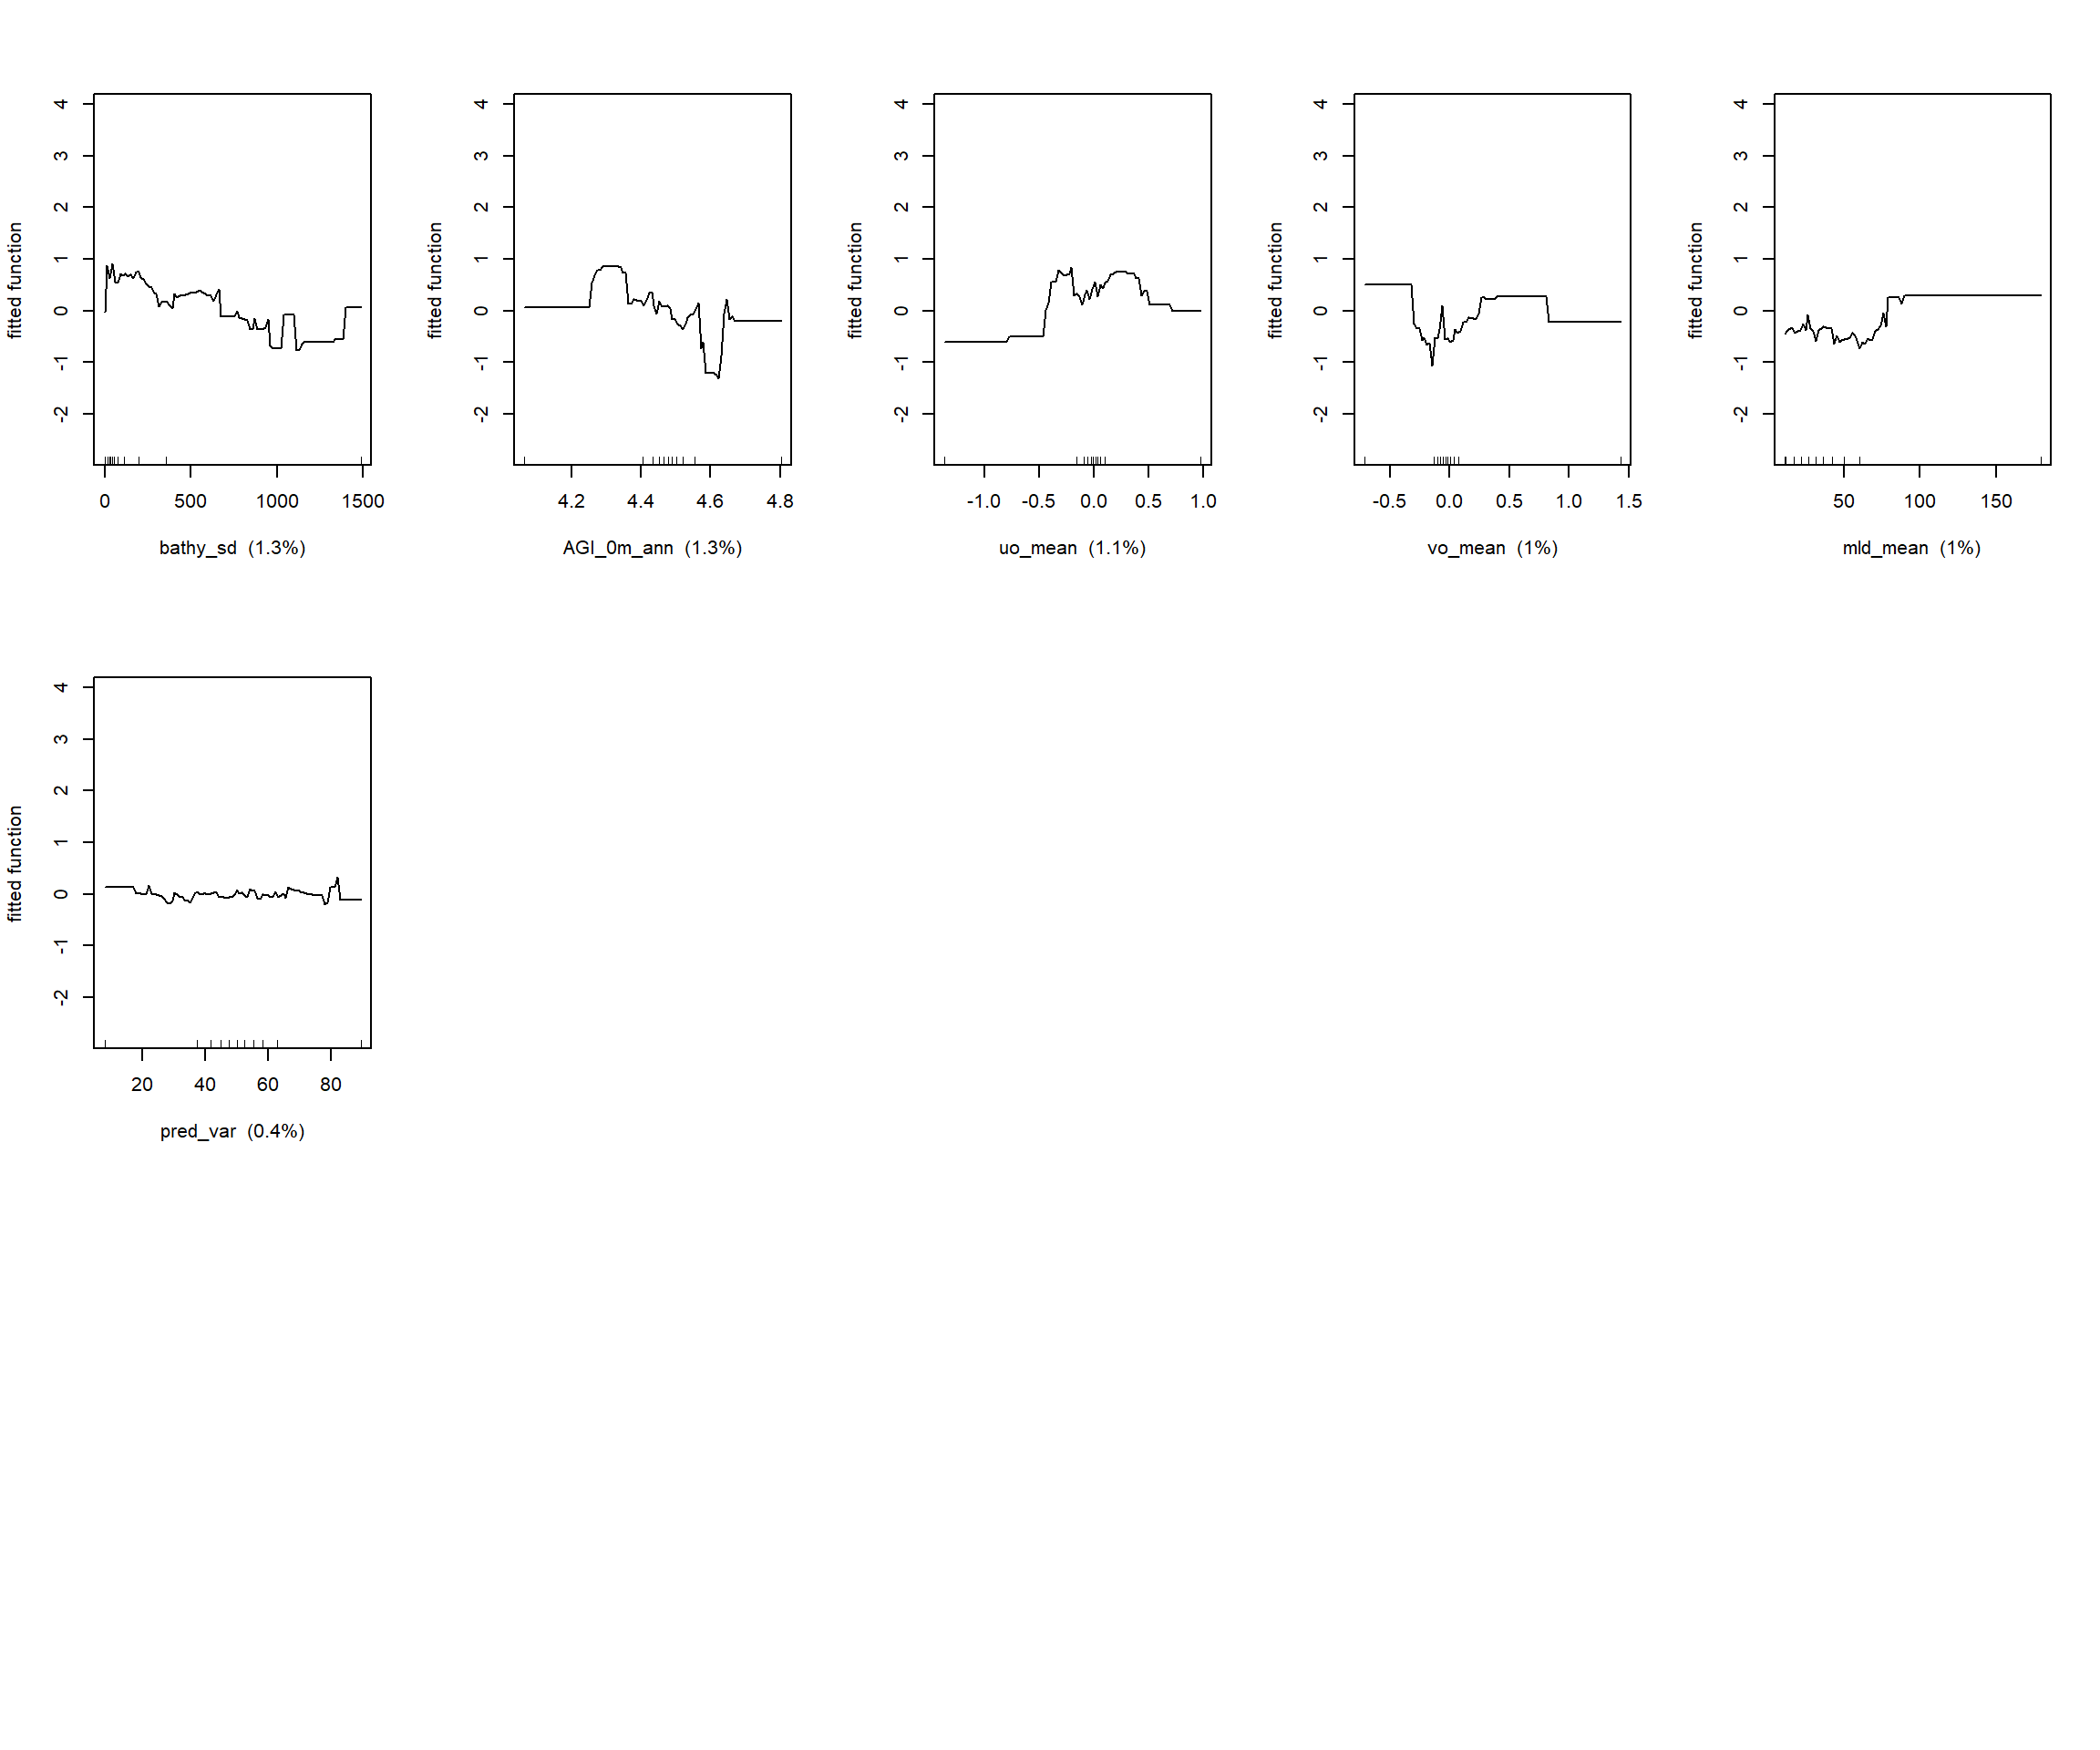 4 3 2 1 0 -1 -2
fitted function
0 500 1000 1500
bathy_sd (1.3%)
4 3 2 1 0 -1 -2
fitted function
4.2 4.4 4.6 4.8
AGI_0m_ann (1.3%)
4 3 2 1 0 -1 -2
fitted function
-1.0 -0.5 0.0 0.5 1.0
uo_mean (1.1%)
4 3 2 1 0 -1 -2
fitted function
-0.5 0.0 0.5 1.0 1.5
vo_mean (1%)
4 3 2 1 0 -1 -2
fitted function
50 100 150
mld_mean (1%)
4 3 2 1 0 -1 -2
fitted function
20 40 60 80
pred_var (0.4%)